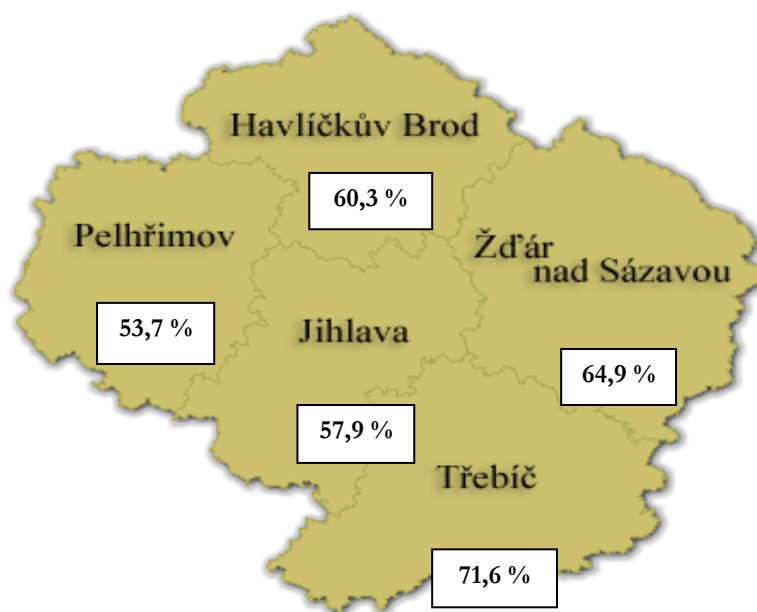 Havlíčkův Brod
60,3 %
Pelhřimov
53,7 %
Žďár
nad Sázavou
64,9 %
Jihlava
57,9 %
Třebíč
71,6 %